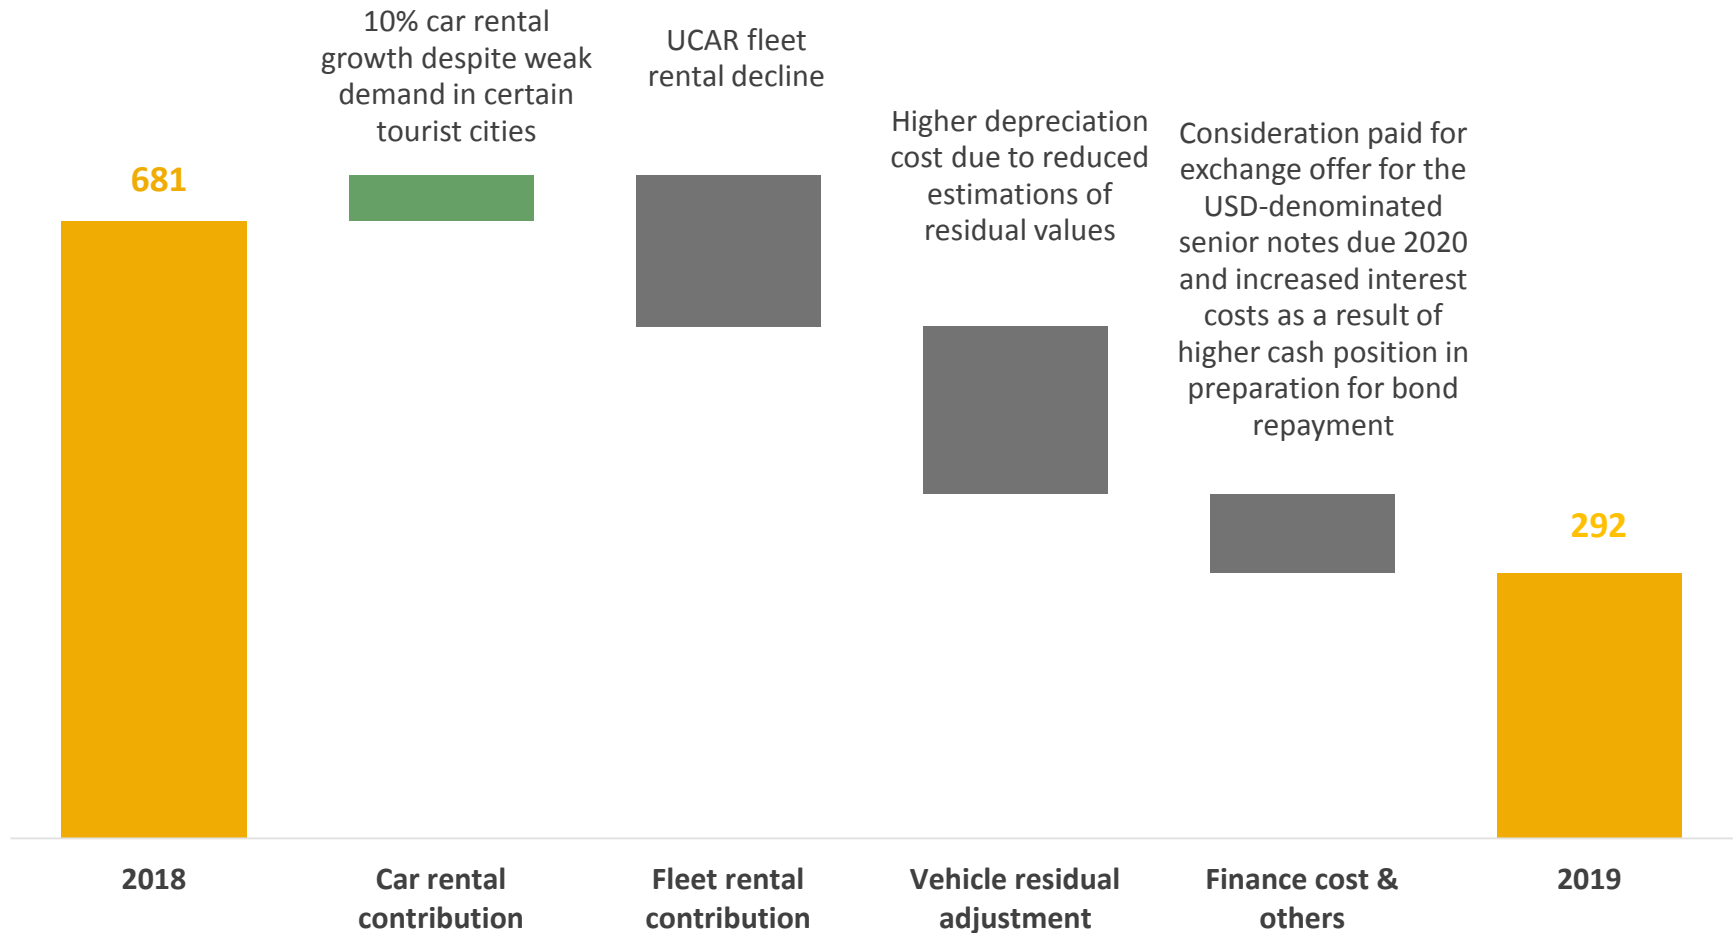 10% car rental
growth despite weak
demand in certain
tourist cities
UCAR fleet
rental decline
Higher depreciation
cost due to reduced
estimations of
residual values
Consideration paid for
exchange offer for the
USD-denominated
senior notes due 2020
and increased interest
costs as a result of
higher cash position in
preparation for bond
repayment
681
292
2018
Car rental
contribution
Fleet rental
contribution
Vehicle residual
adjustment
Finance cost &
others
2019